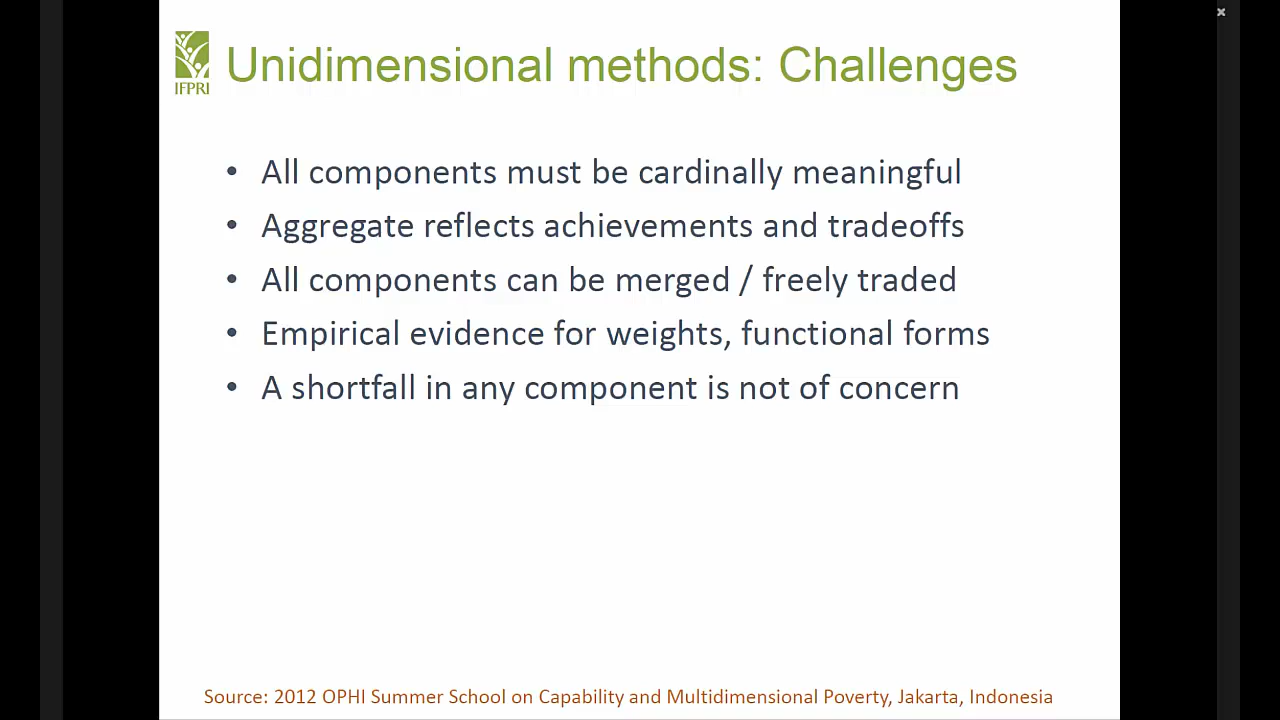 IFPRI
Unidimensional methods: Challenges
• All components must be cardinally meaningful
• Aggregate reflects achievements and tradeoffs
• All components can be merged / freely traded
• Empirical evidence for weights, functional forms
• A shortfall in any component is not of concern
Source: 2012 OPHI Summer School on Capability and Multidimensional Poverty, Jakarta, Indonesia